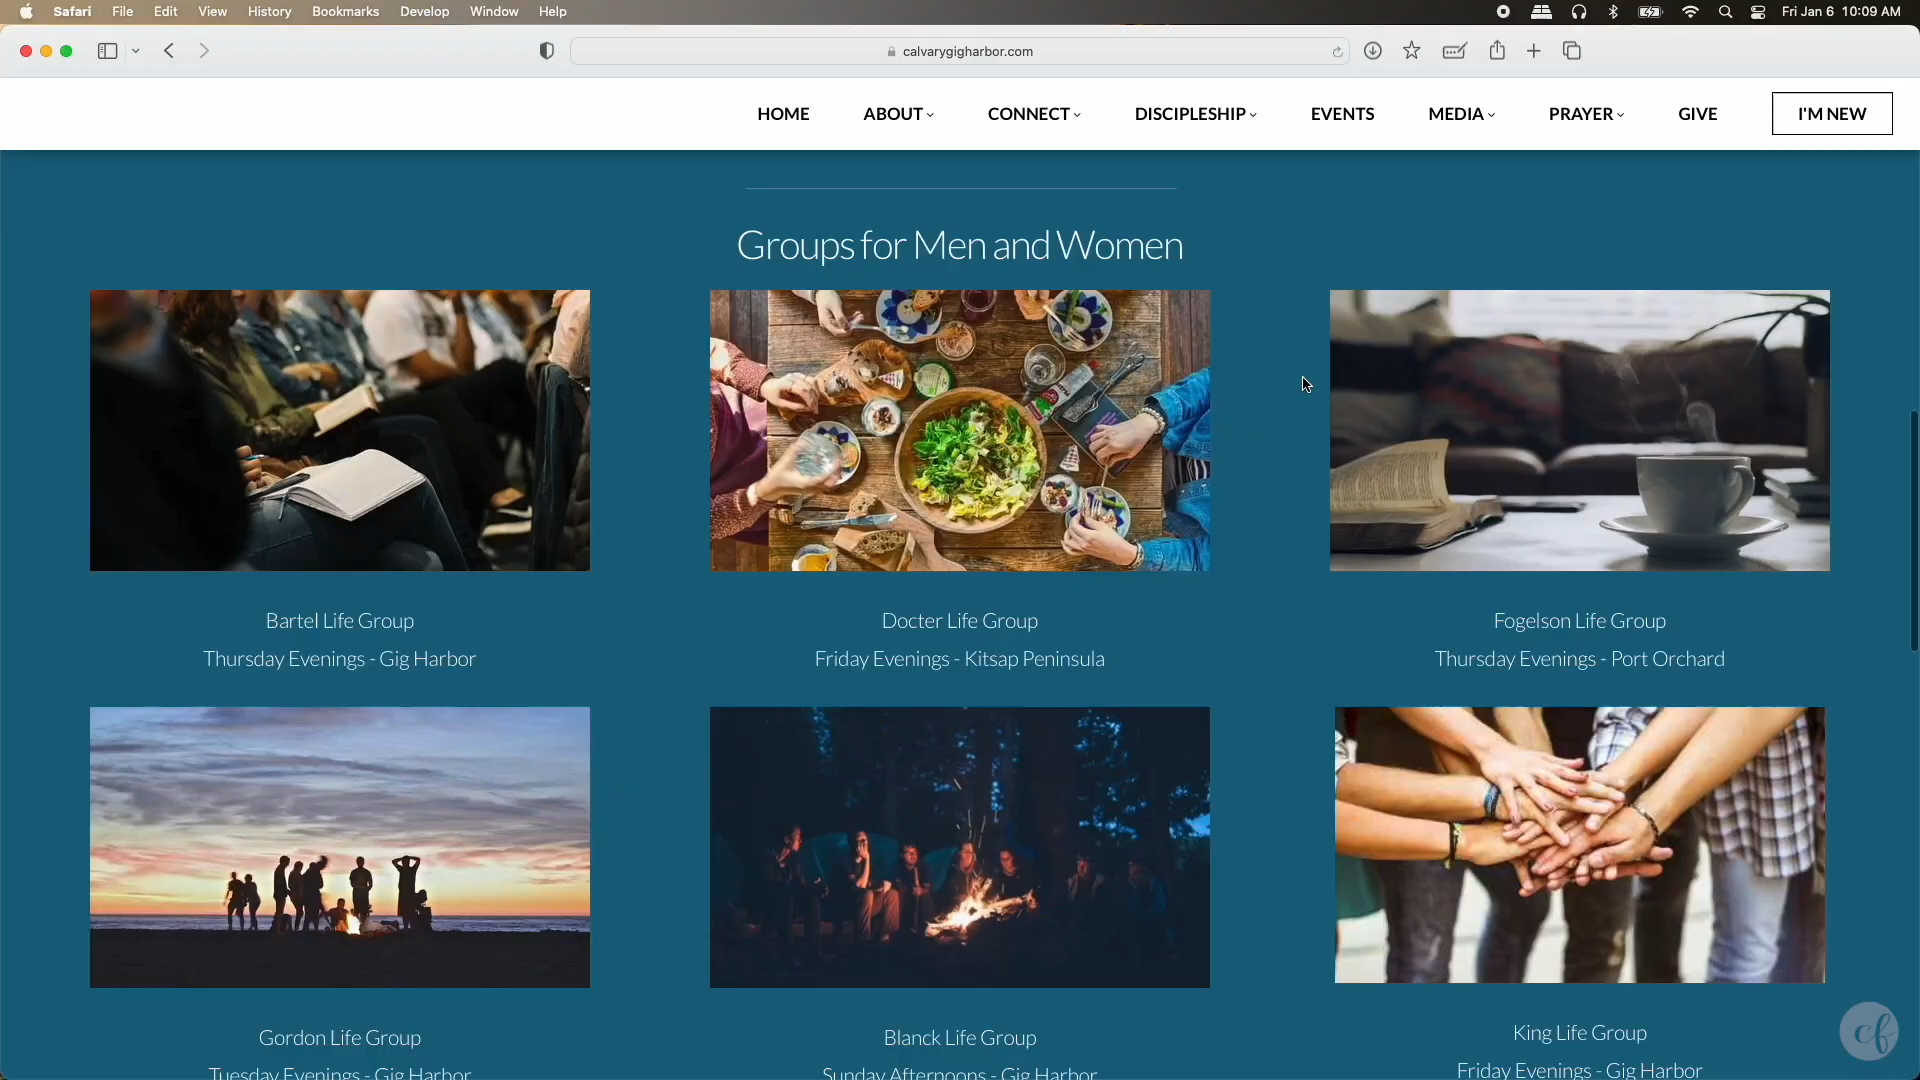 Safari File Edit View History Bookmarks Develop Window Help Fri Jan 6 10:09 AM
calvarygigharbor.com
HOME ABOUT CONNECT DISCIPLESHIP EVENTS MEDIA PRAYER GIVE I'M NEW
Groups for Men and Women
Bartel Life Group
Thursday Evenings - Gig Harbor
Docter Life Group
Friday Evenings - Kitsap Peninsula
Fogelson Life Group
Thursday Evenings - Port Orchard
Gordon Life Group
Tuesday Evenings - Gig Harbor
Blanck Life Group
Sunday Afternoons - Gig Harbor
King Life Group
Friday Evenings - Gig Harbor
cf